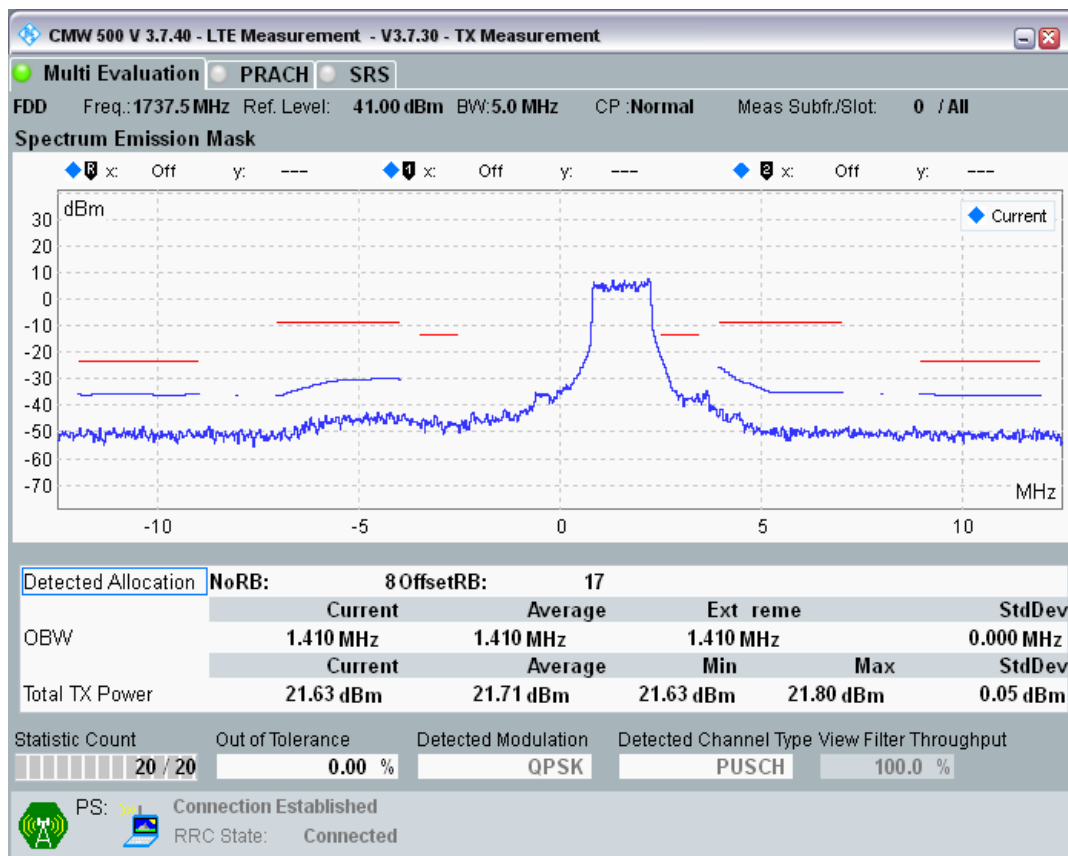 CMW 500 V 3.7.40 - LTE Measurement - V3.7.30 - TX Measurement
Multi Evaluation PRACH SRS
FDD Freq.: 1737.5 MHz Ref. Level: 41.00 dBm BW: 5.0 MHz CP : Normal Meas Subfr./Slot: 0 / All
Spectrum Emission Mask
R x: Off y: --- 1 x: Off y: --- 2 x: Off y: ---
dBm
Current
30
20
10
0
-10
-20
-30
-40
-50
-60
-70
MHz
-10 -5 0 5 10
Detected Allocation NoRB: 8 OffsetRB: 17
Current Average Ext reme StdDev
OBW 1.410 MHz 1.410 MHz 1.410 MHz 0.000 MHz
Current Average Min Max StdDev
Total TX Power 21.63 dBm 21.71 dBm 21.63 dBm 21.80 dBm 0.05 dBm
Statistic Count Out of Tolerance Detected Modulation Detected Channel Type View Filter Throughput
20 / 20 0.00 % QPSK PUSCH 100.0 %
PS: Connection Established
RRC State: Connected